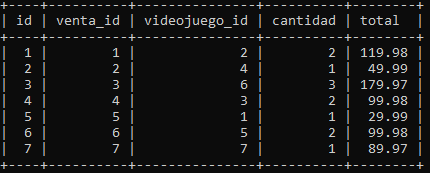 +----+----------+---------------+----------+--------+
| id | venta_id | videojuego_id | cantidad | total  |
+----+----------+---------------+----------+--------+
|  1 |        1 |             2 |        2 | 119.98 |
|  2 |        2 |             4 |        1 |  49.99 |
|  3 |        3 |             6 |        3 | 179.97 |
|  4 |        4 |             3 |        2 |  99.98 |
|  5 |        5 |             1 |        1 |  29.99 |
|  6 |        6 |             5 |        2 |  99.98 |
|  7 |        7 |             7 |        1 |  89.97 |
+----+----------+---------------+----------+--------+